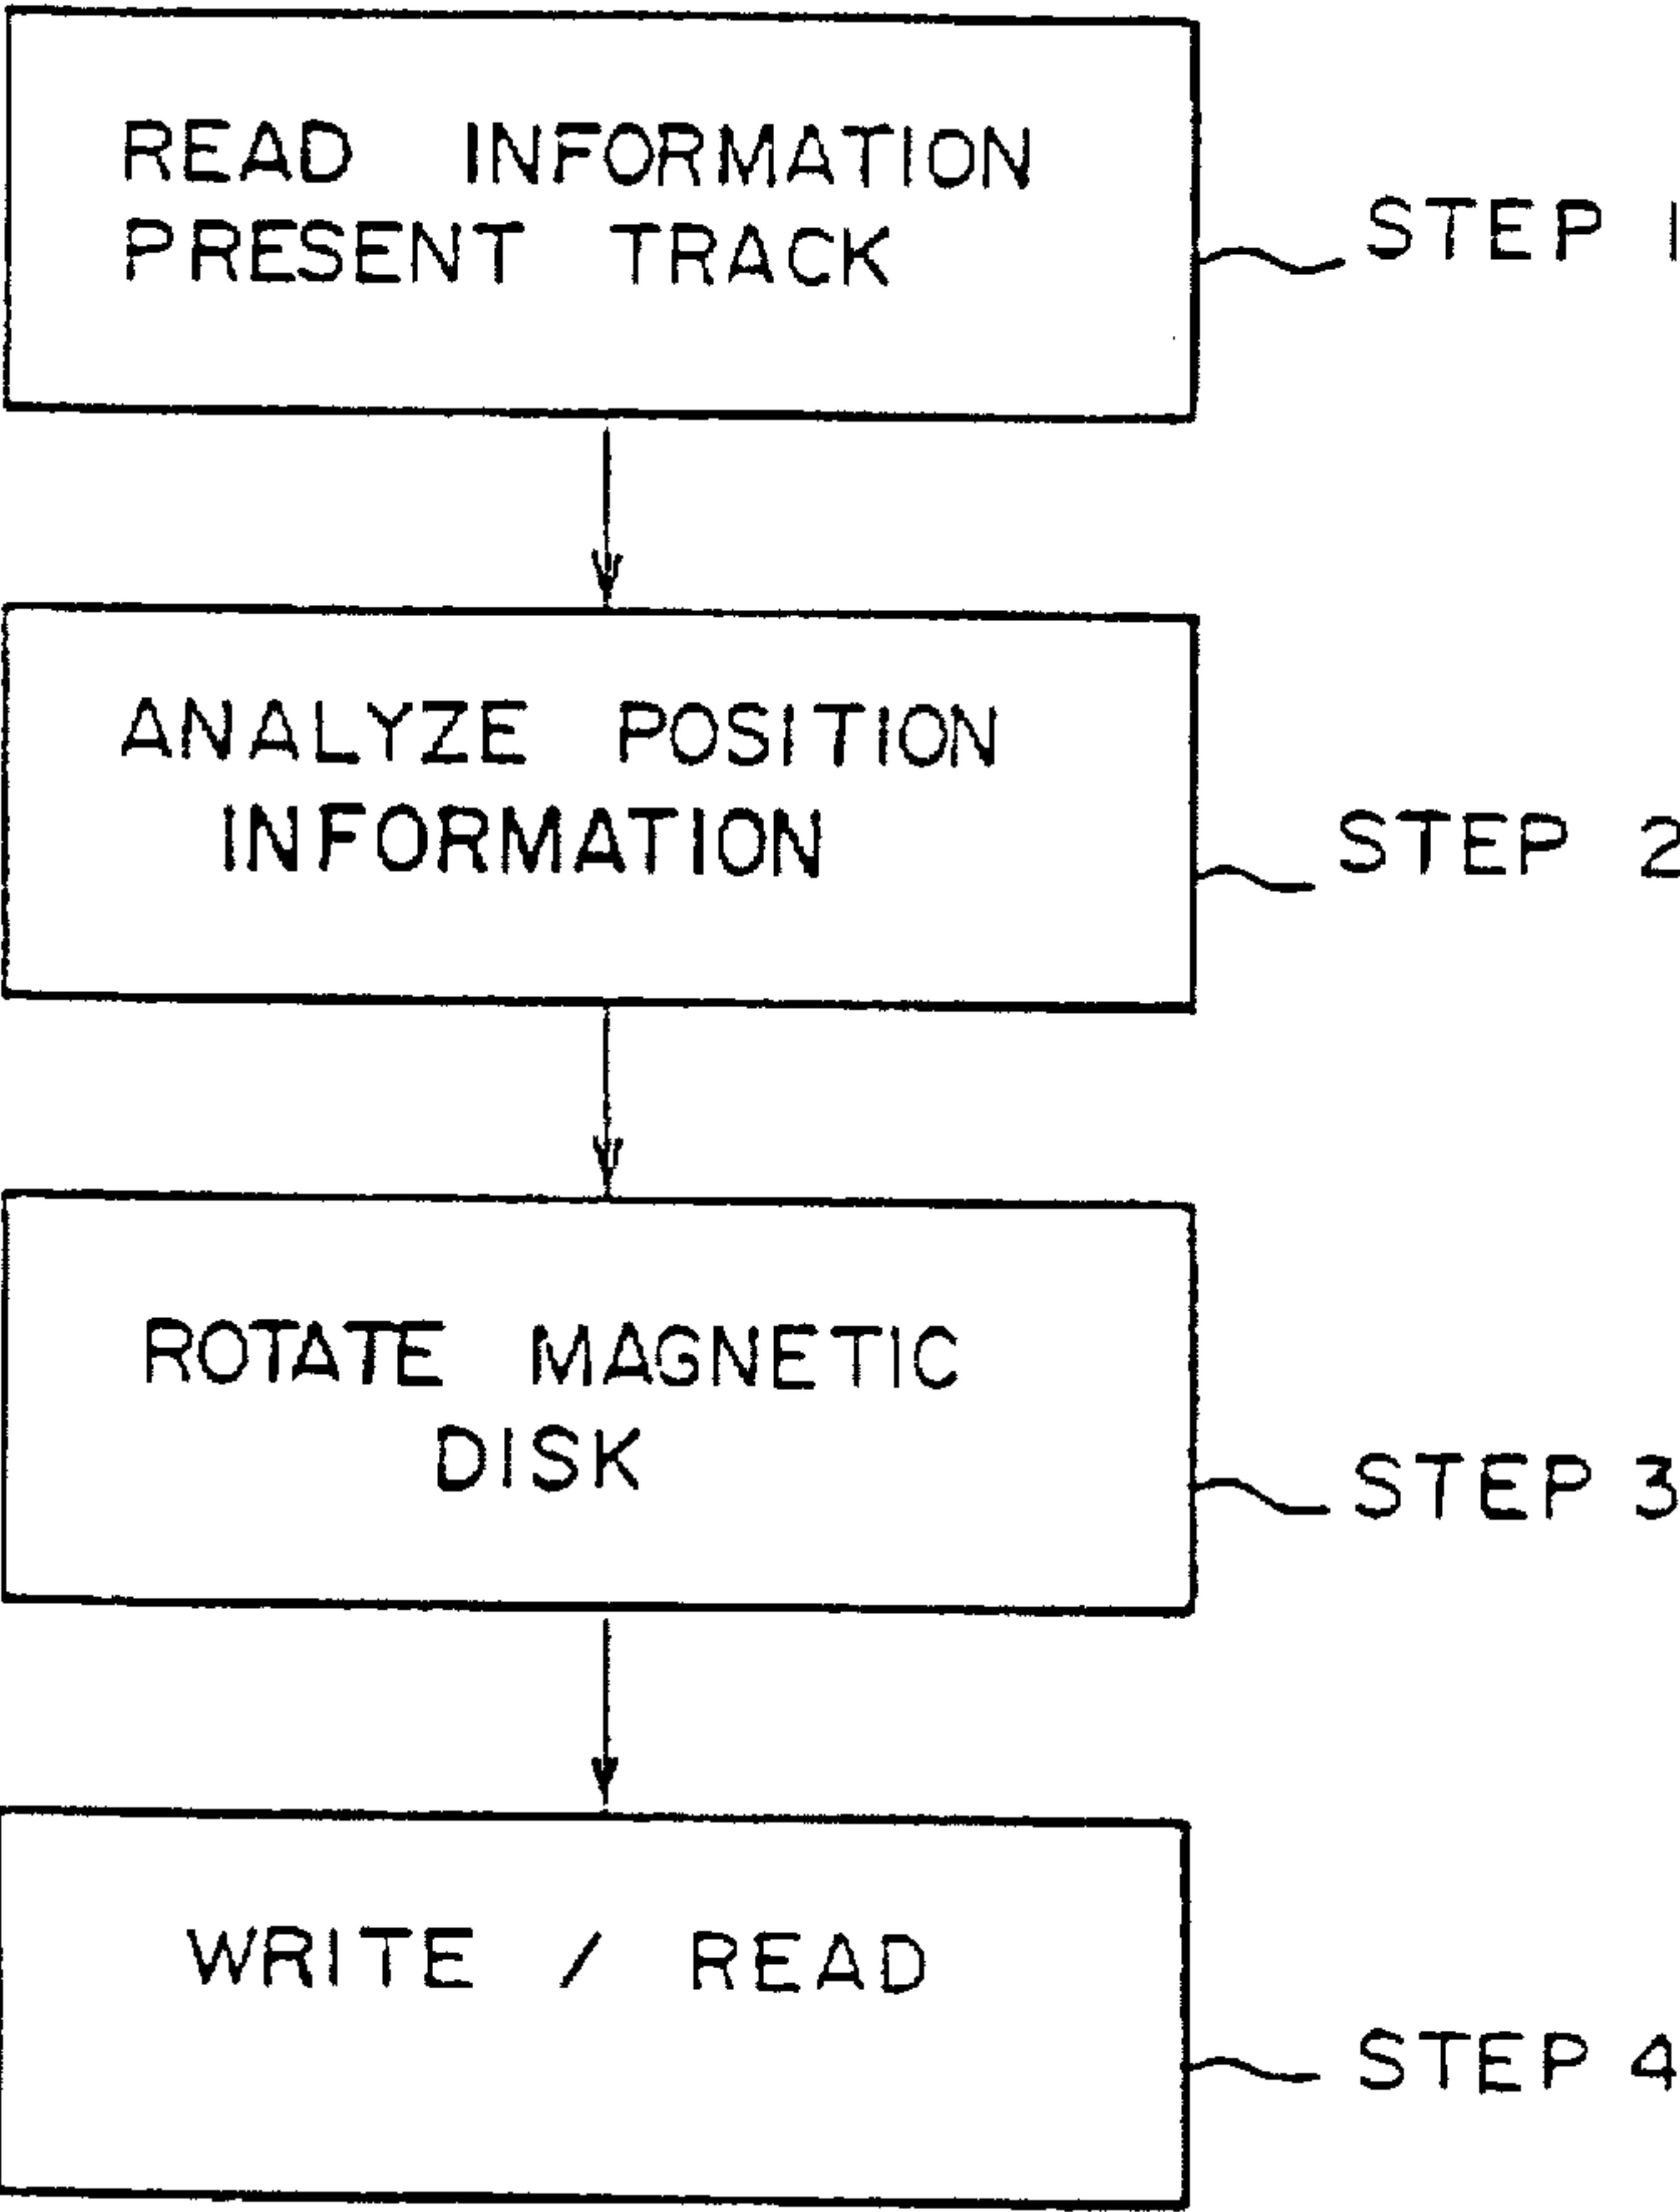 READ INFORMATION
PRESENT TRACK
STEP 1
ANALYZE POSITION
INFORMATION
STEP 2
ROTATE MAGNETIC
DISK
STEP 3
WRITE / READ
STEP 4